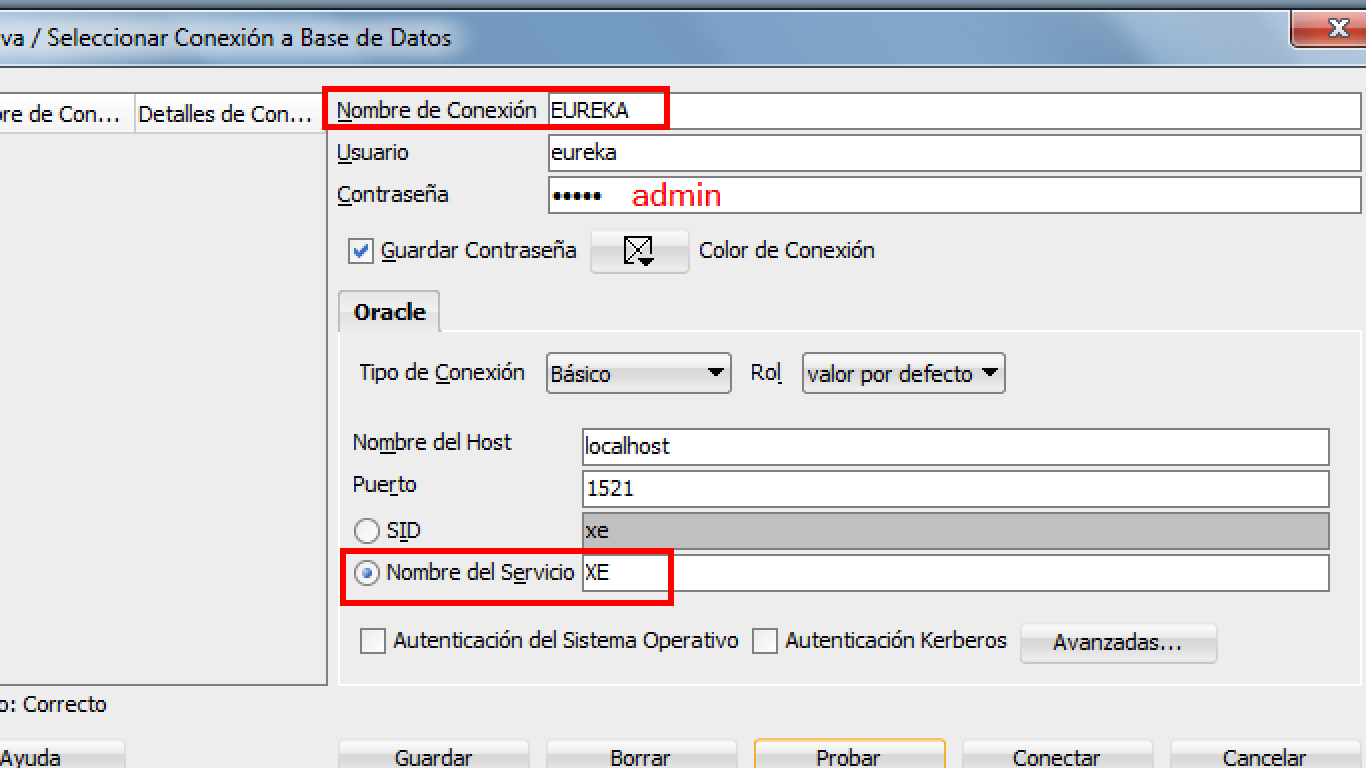 va / Seleccionar Conexión a Base de Datos
re de Con... Detalles de Con...
Nombre de Conexión EUREKA
Usuario eureka
Contraseña ••••• admin
Guardar Contraseña Color de Conexión
Oracle
Tipo de Conexión Básico Rol valor por defecto
Nombre del Host localhost
Puerto 1521
SID xe
Nombre del Servicio XE
Autenticación del Sistema Operativo Autenticación Kerberos Avanzadas...
o: Correcto
Ayuda Guardar Borrar Probar Conectar Cancelar